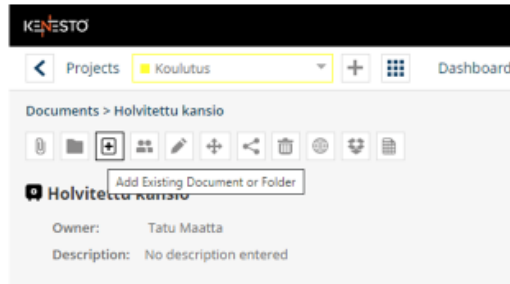 KENESTO
Projects Koulutus Dashboard
Documents > Holvitettu kansio
Add Existing Document or Folder
Holvitettu kansio
Owner: Tatu Maatta
Description: No description entered